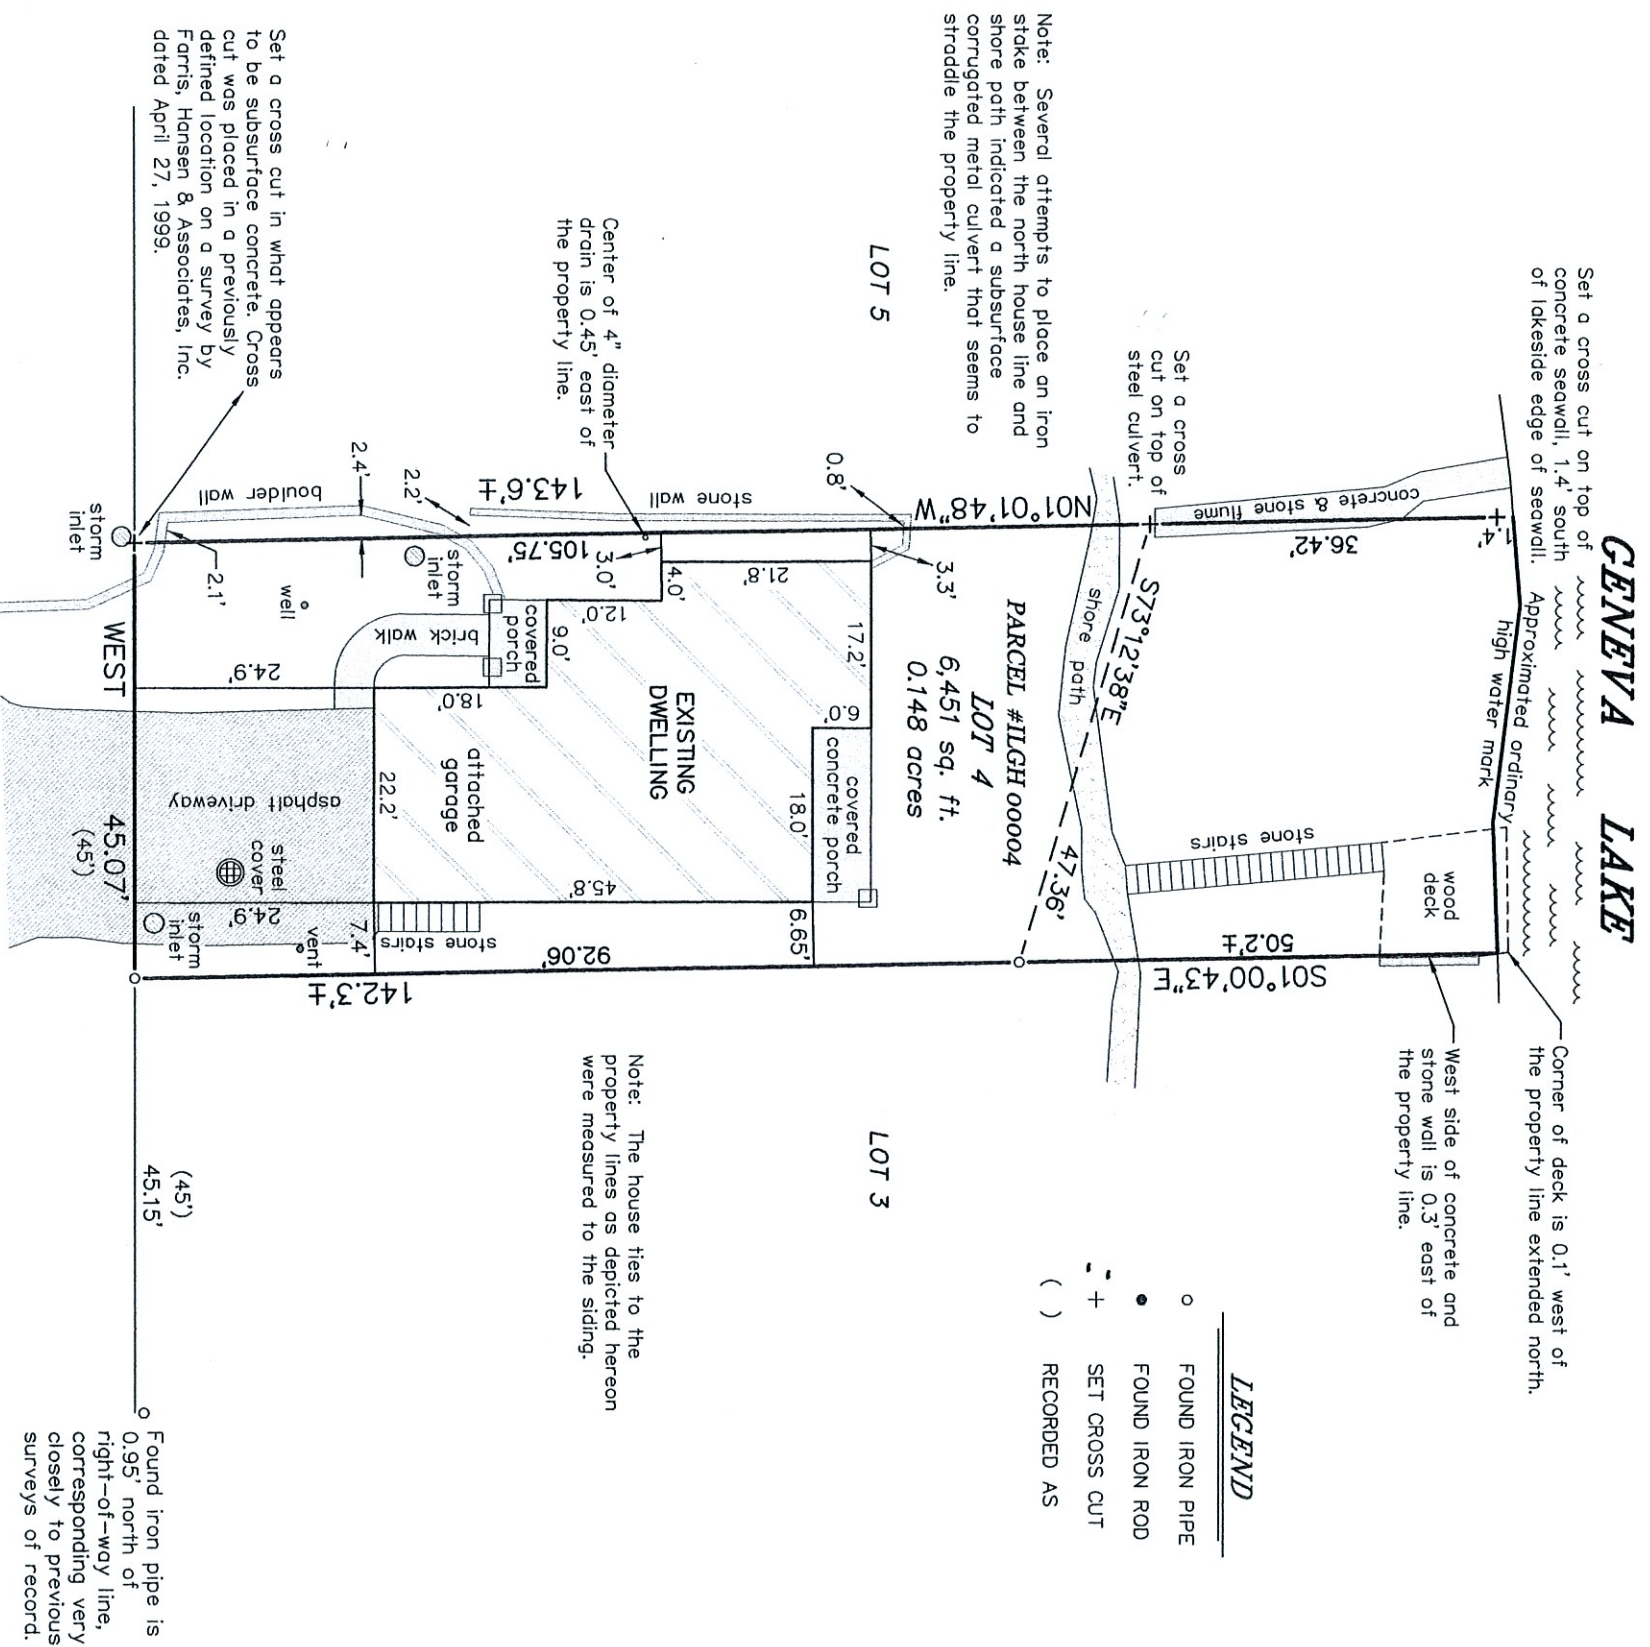 GENEVA LAKE
Set a cross cut on top of
concrete seawall, 1.4' south
of lakeside edge of seawall.
Approximated ordinary
high water mark
Corner of deck is 0.1' west of
the property line extended north.
West side of concrete and
stone wall is 0.3' east of
the property line.
1.4'
36.42'
concrete & stone flume
stone stairs
wood
deck
50.2'±
S01°00'43"E
Set a cross
cut on top of
steel culvert.
S73°12'38"E
47.36'
shore path
N01°01'48"W
Note: Several attempts to place an iron
stake between the north house line and
shore path indicated a subsurface
corrugated metal culvert that seems to
straddle the property line.
PARCEL #ILGH 00004
LOT 4
6,451 sq. ft.
0.148 acres
LOT 5
LOT 3
LEGEND
○ FOUND IRON PIPE
● FOUND IRON ROD
+ SET CROSS CUT
( ) RECORDED AS
0.8'
3.3'
17.2'
6.0'
covered
concrete porch
18.0'
6.65'
stone wall
21.8'
4.0'
3.0'
12.0'
9.0'
EXISTING
DWELLING
45.8'
92.06'
143.6'±
105.75'
Center of 4" diameter
drain is 0.45' east of
the property line.
Note: The house ties to the
property lines as depicted hereon
were measured to the siding.
covered
porch
18.0'
attached
garage
22.2'
stone stairs
7.4'
142.3'±
2.2'
2.4'
storm
inlet
brick walk
boulder wall
well
2.1'
24.9'
asphalt driveway
steel
cover
24.9'
vent
storm
inlet
storm
inlet
WEST
45.07'
(45')
(45')
45.15'
Set a cross cut in what appears
to be subsurface concrete. Cross
cut was placed in a previously
defined location on a survey by
Farris, Hansen & Associates, Inc.
dated April 27, 1999.
Found iron pipe is
0.95' north of
right-of-way line,
corresponding very
closely to previous
surveys of record.